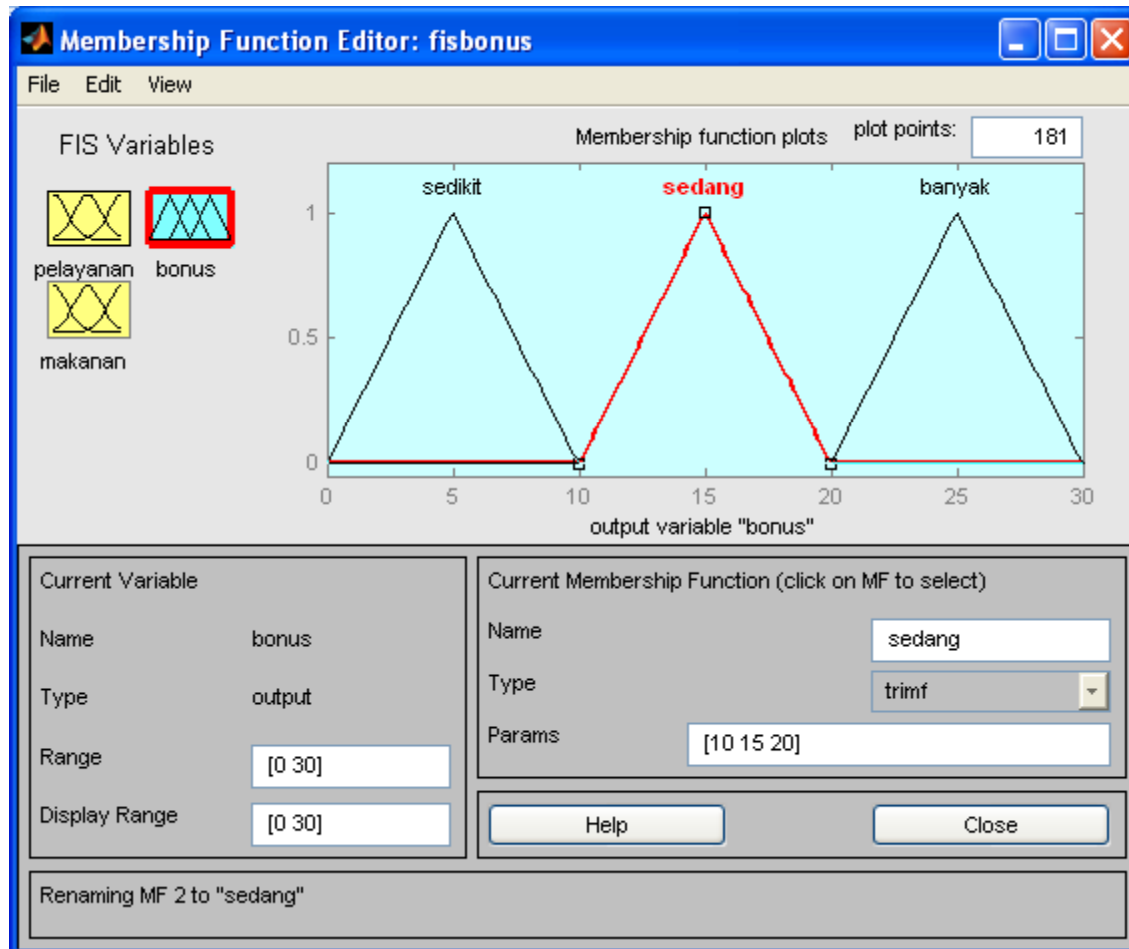 Membership Function Editor: fisbonus
File Edit View
FIS Variables
pelayanan
bonus
makanan
Membership function plots
plot points:
181
sedikit
sedang
banyak
1
0.5
0
0 5 10 15 20 25 30
output variable "bonus"
Current Variable
Name bonus
Type output
Range [0 30]
Display Range [0 30]
Current Membership Function (click on MF to select)
Name sedang
Type trimf
Params [10 15 20]
Help
Close
Renaming MF 2 to "sedang"